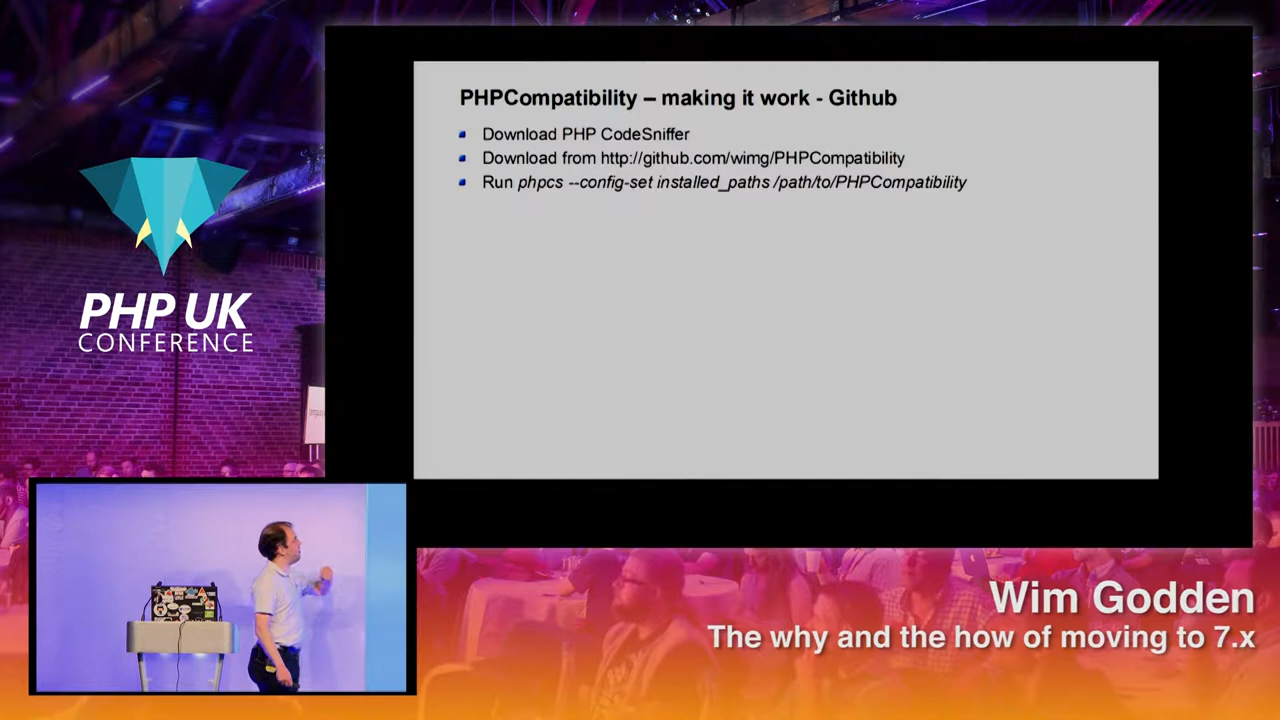 PHPCompatibility – making it work - Github
Download PHP CodeSniffer
Download from http://github.com/wimg/PHPCompatibility
Run phpcs --config-set installed_paths /path/to/PHPCompatibility
PHP UK
CONFERENCE
Wim Godden
The why and the how of moving to 7.x